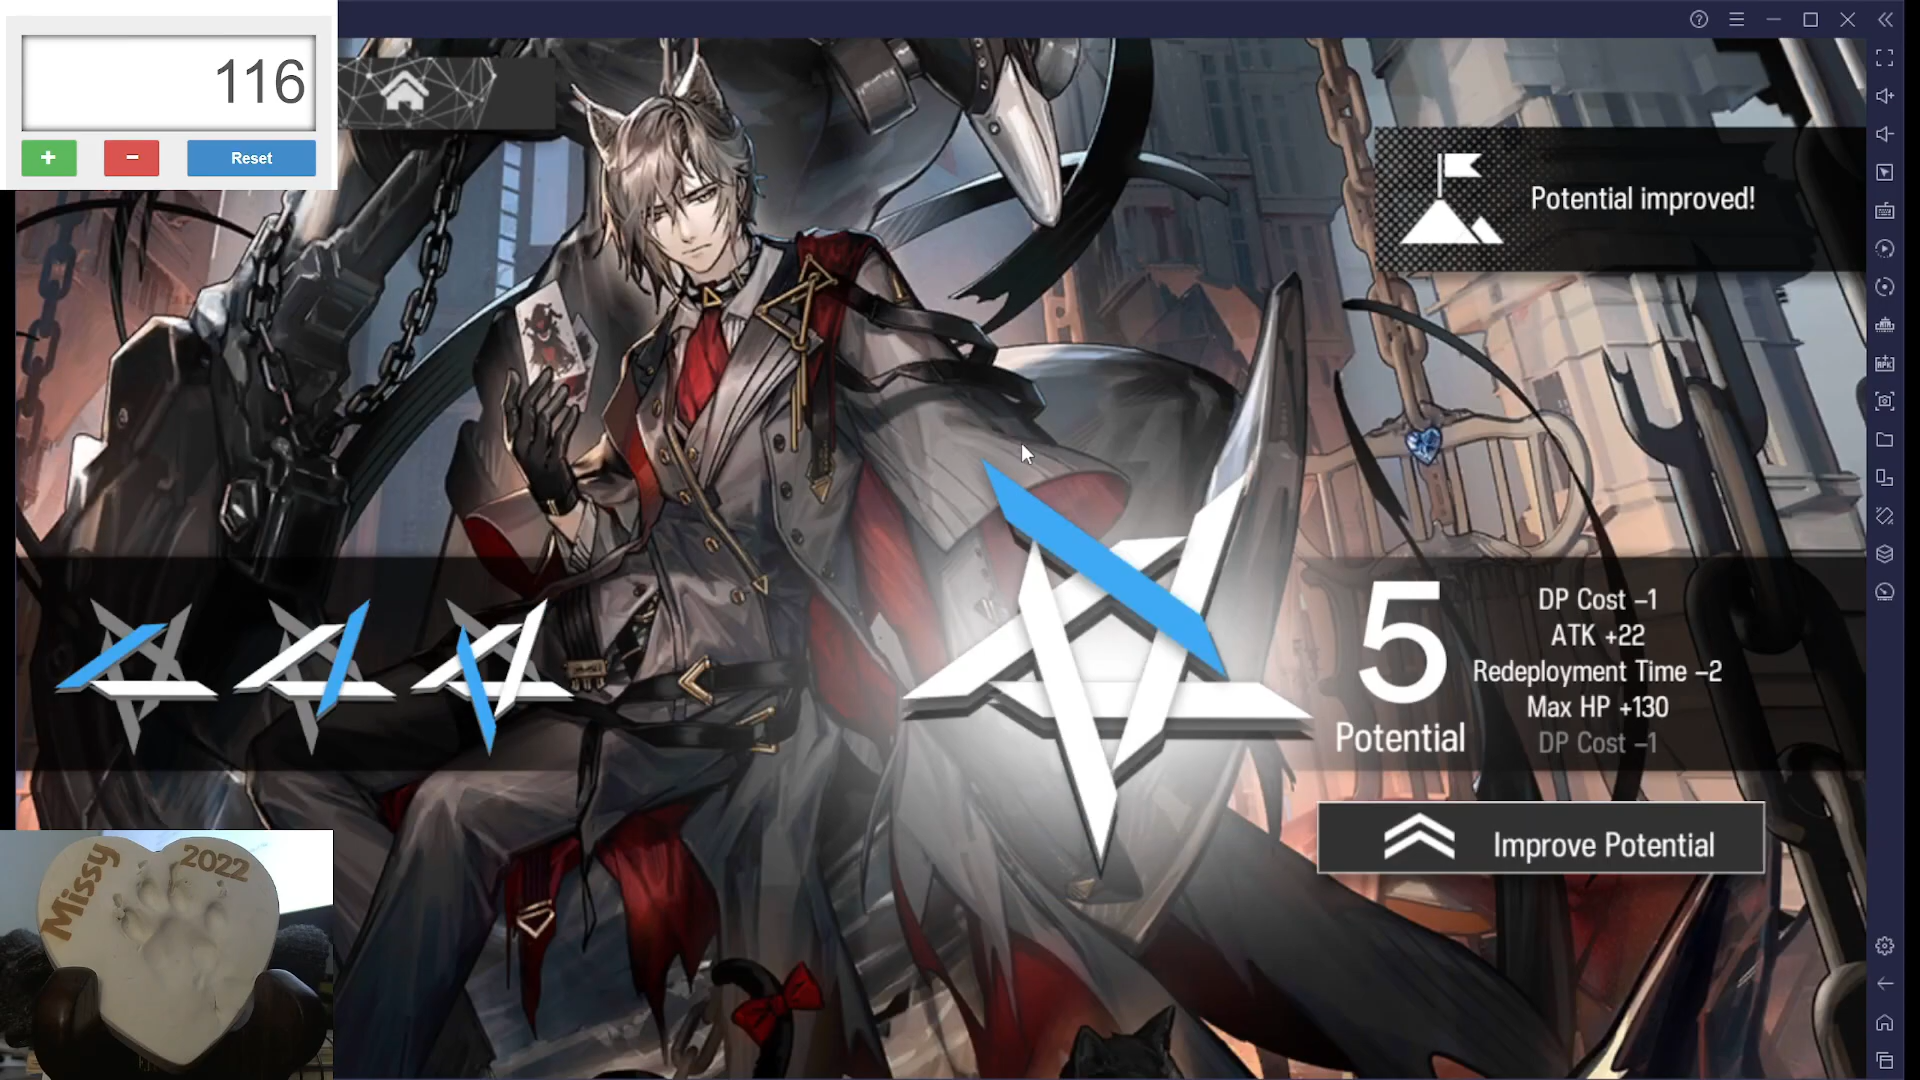 116
+
-
Reset
Potential improved!
5
Potential
DP Cost -1
ATK +22
Redeployment Time -2
Max HP +130
DP Cost -1
Improve Potential
Missy
2022